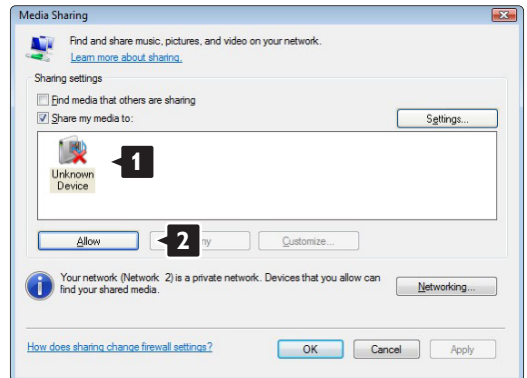 Media Sharing
Find and share music, pictures, and video on your network.
Learn more about sharing.
Sharing settings
Find media that others are sharing
Share my media to:
Settings...
1
Unknown
Device
Allow
2
Customize...
Your network (Network 2) is a private network. Devices that you allow can
find your shared media.
Networking...
How does sharing change firewall settings?
OK
Cancel
Apply